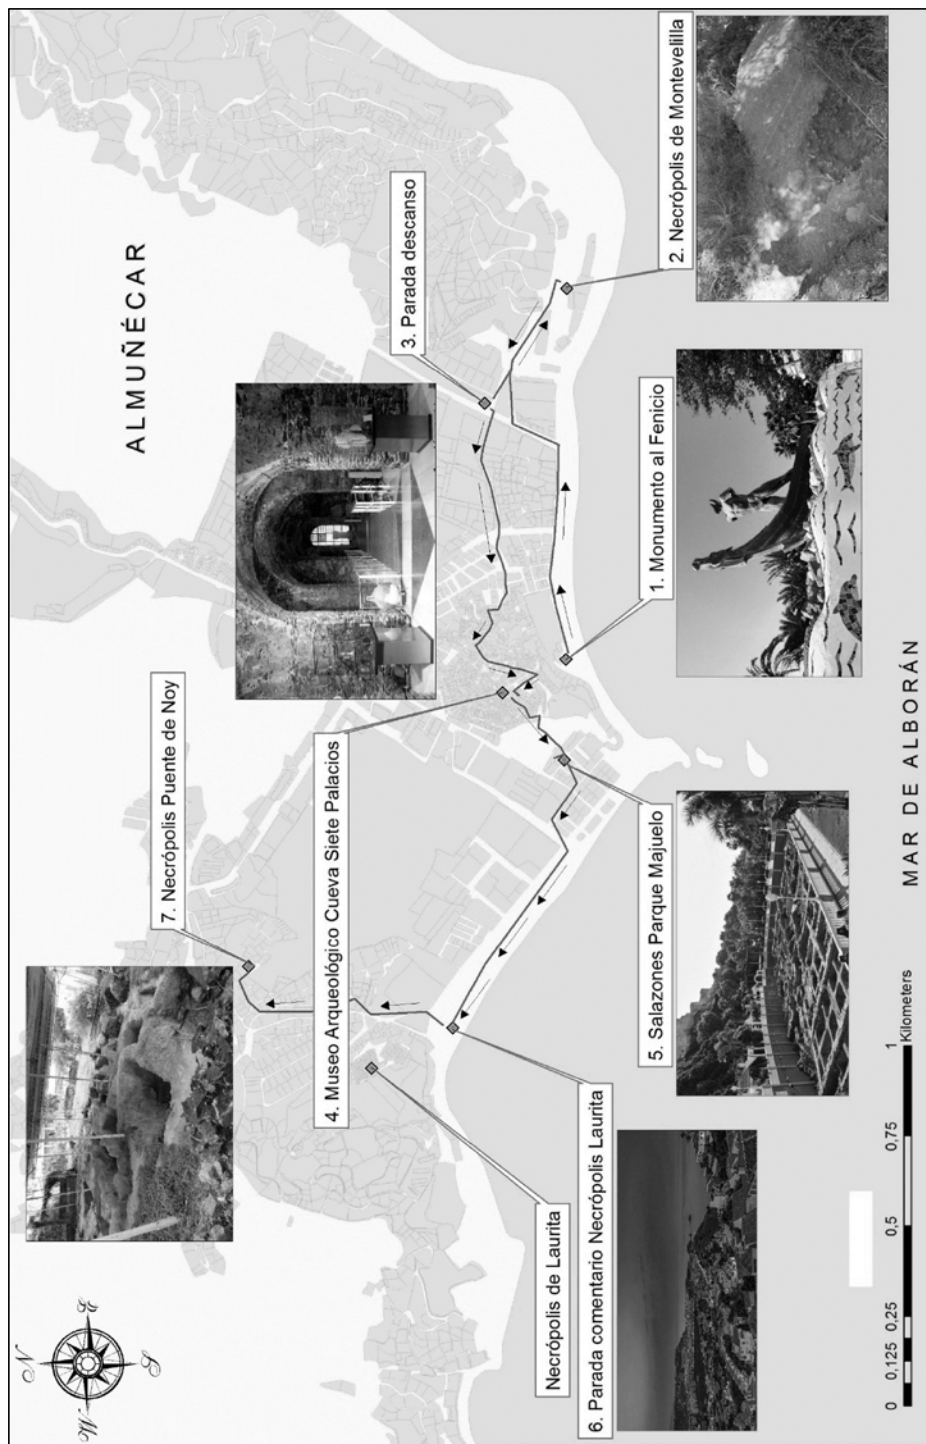 ALMUÑÉCAR
7. Necrópolis Puente de Noy
3. Parada descanso
4. Museo Arqueológico Cueva Siete Palacios
2. Necrópolis de Montevelilla
1. Monumento al Fenicio
Necrópolis de Laurita
6. Parada comentario Necrópolis Laurita
5. Salazones Parque Majuelo
MAR DE ALBORÁN
0 0,125 0,25 0,5 0,75 1
Kilometers
N
E
S